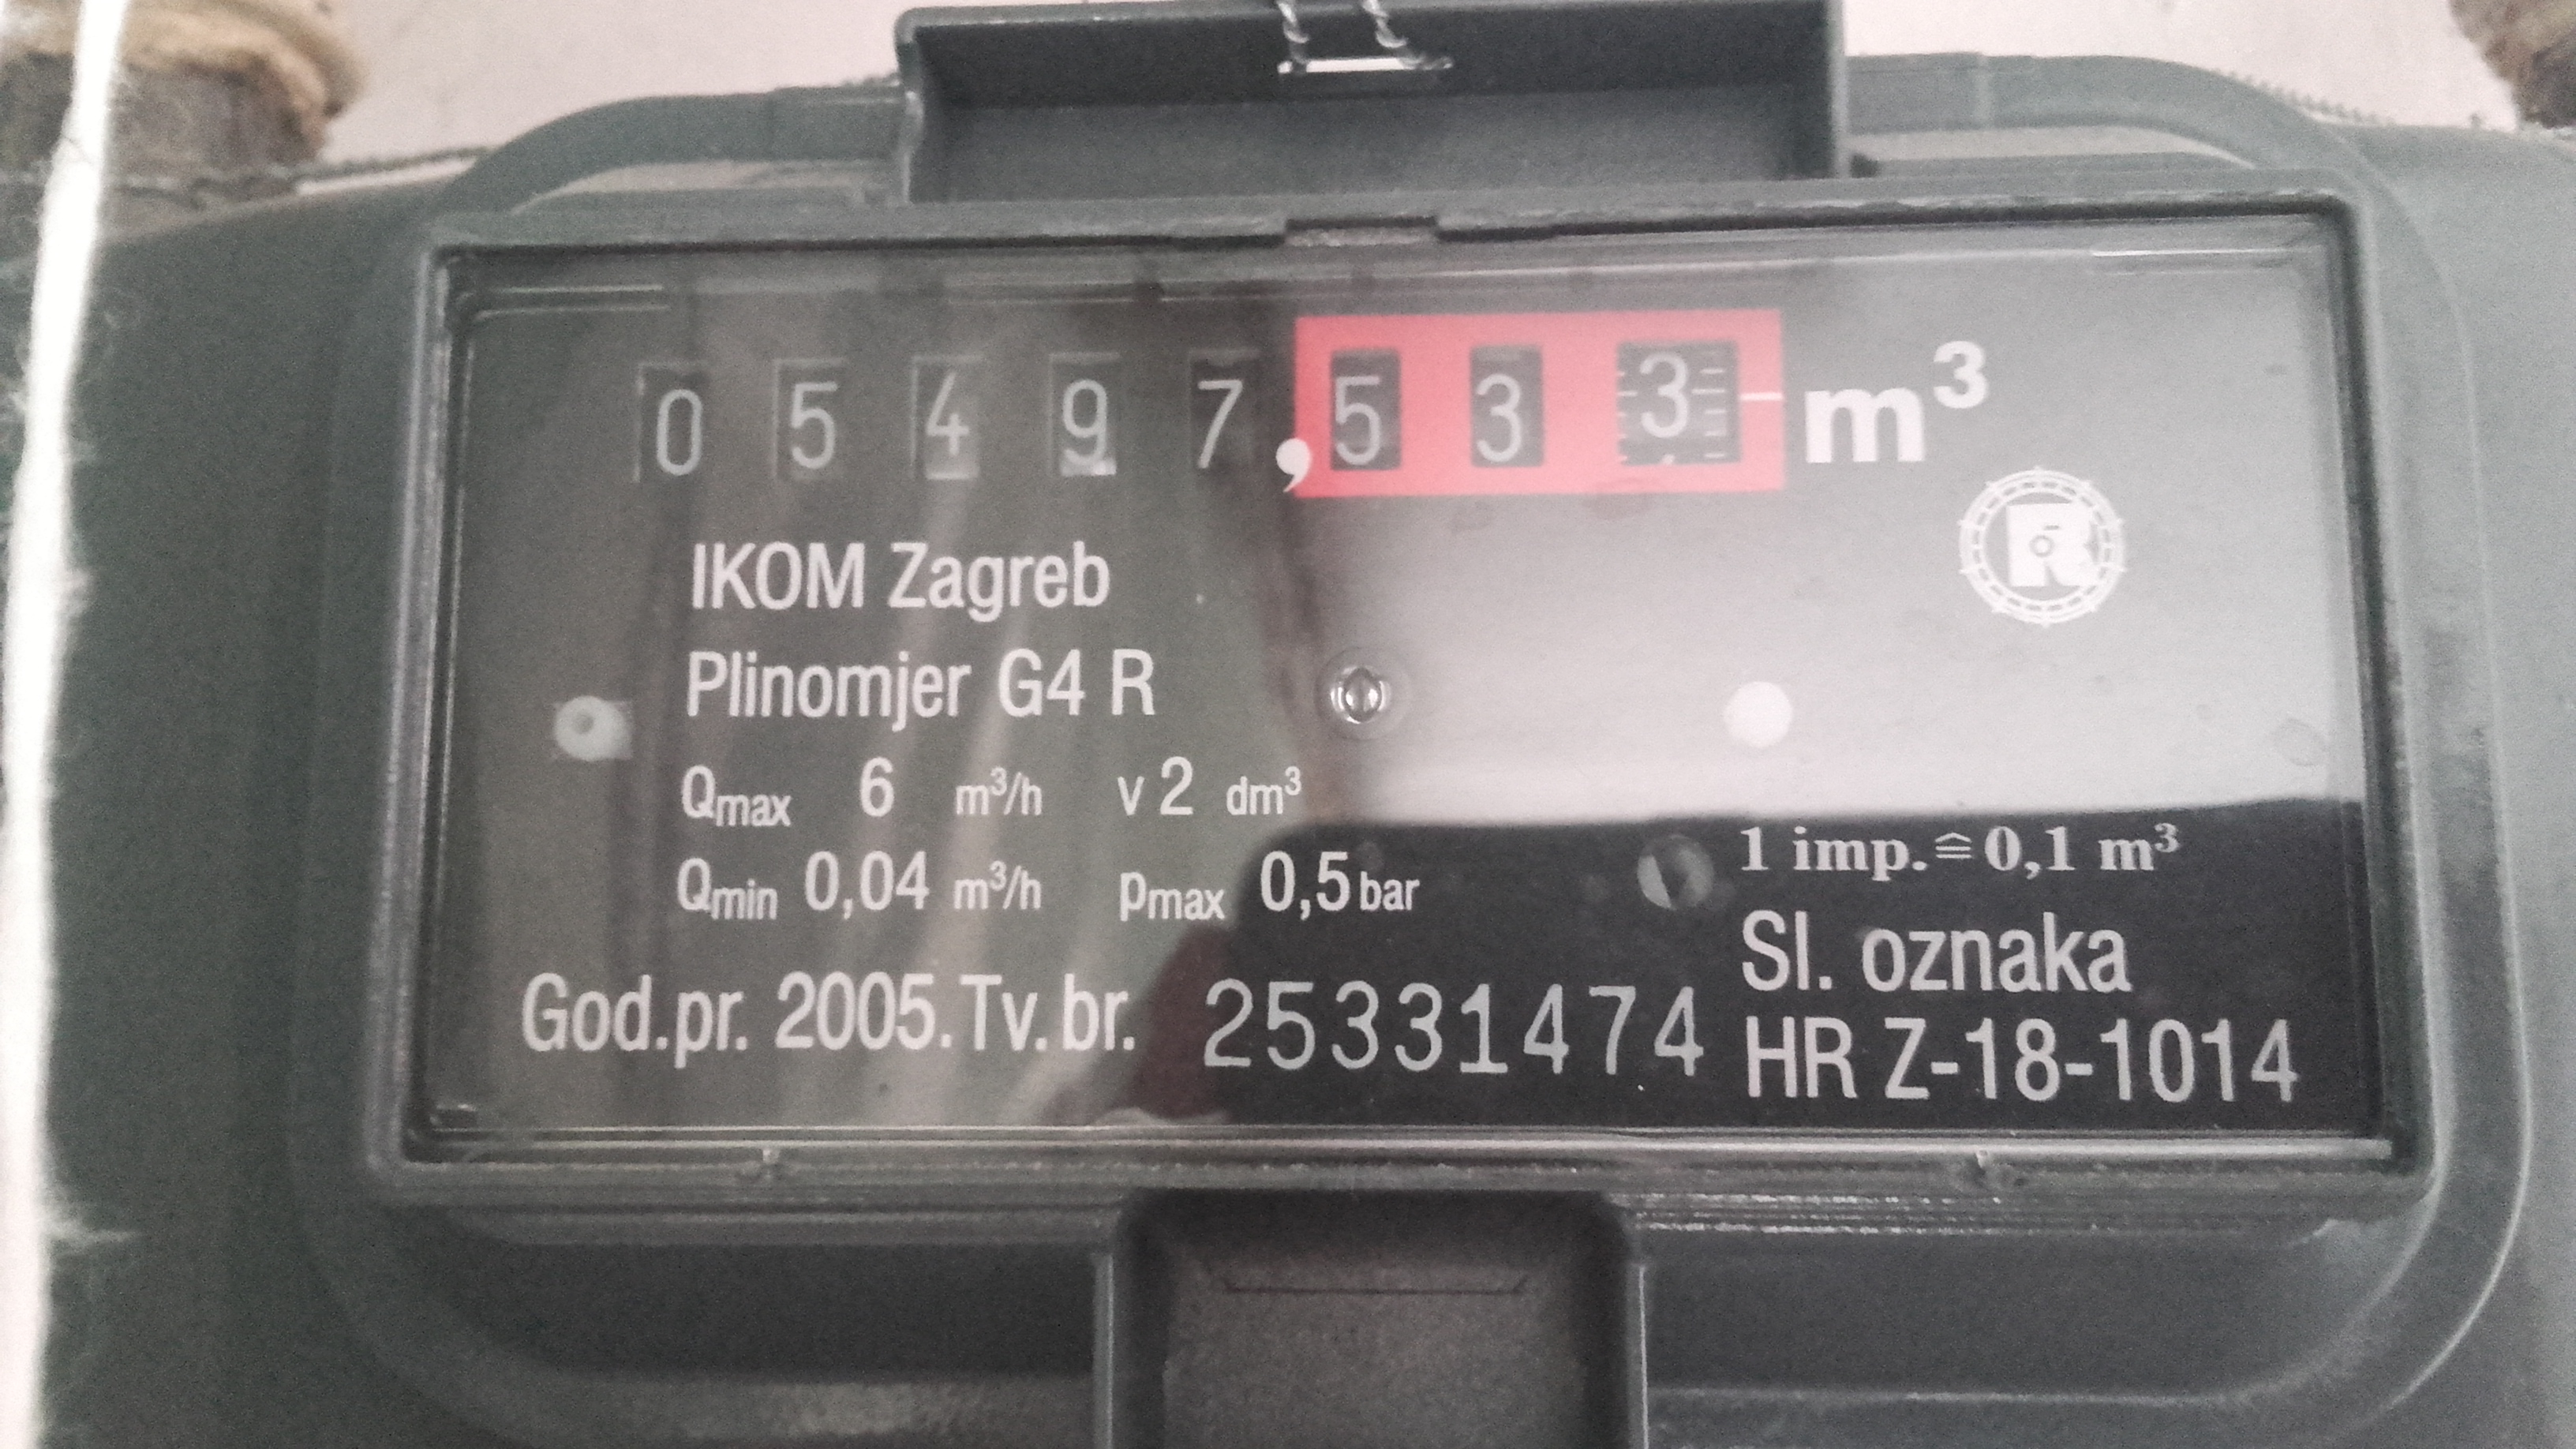 05497,533 m³
IKOM Zagreb
Plinomjer G4 R
Qmax 6 m³/h v 2 dm³
Qmin 0,04 m³/h pmax 0,5 bar
1 imp.≙0,1 m³
God.pr. 2005.Tv.br. 25331474
Sl. oznaka
HR Z-18-1014